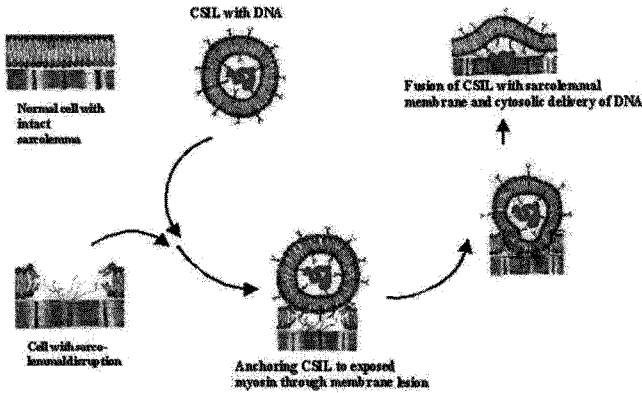 CSIL with DNA
Normal cell with
intact
sarcolemma
Fusion of CSIL with sarcolemmal
membrane and cytosolic delivery of DNA
Cell with sarco-
lemmal disruption
Anchoring CSIL to exposed
myosin through membrane lesion